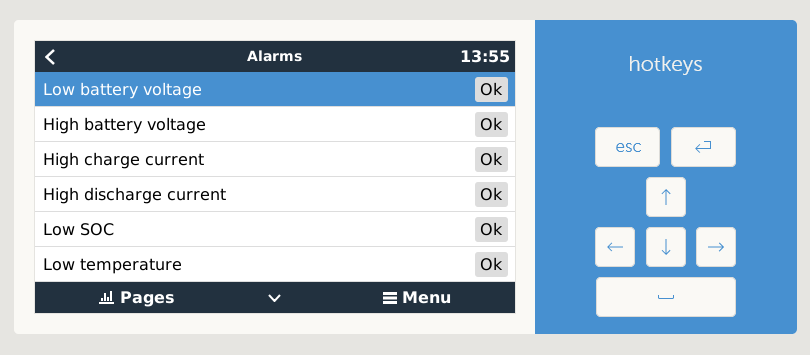 Alarms 13:55
Low battery voltage Ok
High battery voltage Ok
High charge current Ok
High discharge current Ok
Low SOC Ok
Low temperature Ok
Pages Menu
hotkeys
esc